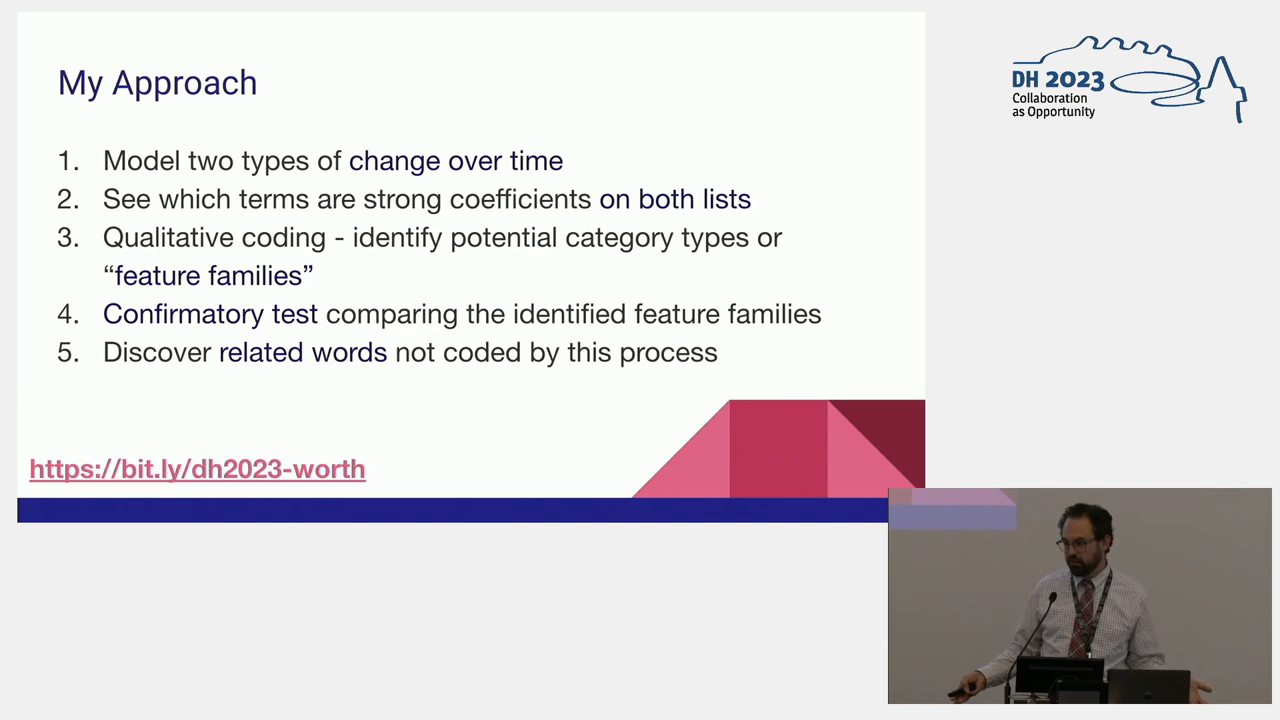 My Approach
1. Model two types of change over time
2. See which terms are strong coefficients on both lists
3. Qualitative coding - identify potential category types or
“feature families”
4. Confirmatory test comparing the identified feature families
5. Discover related words not coded by this process
https://bit.ly/dh2023-worth
DH 2023
Collaboration
as Opportunity